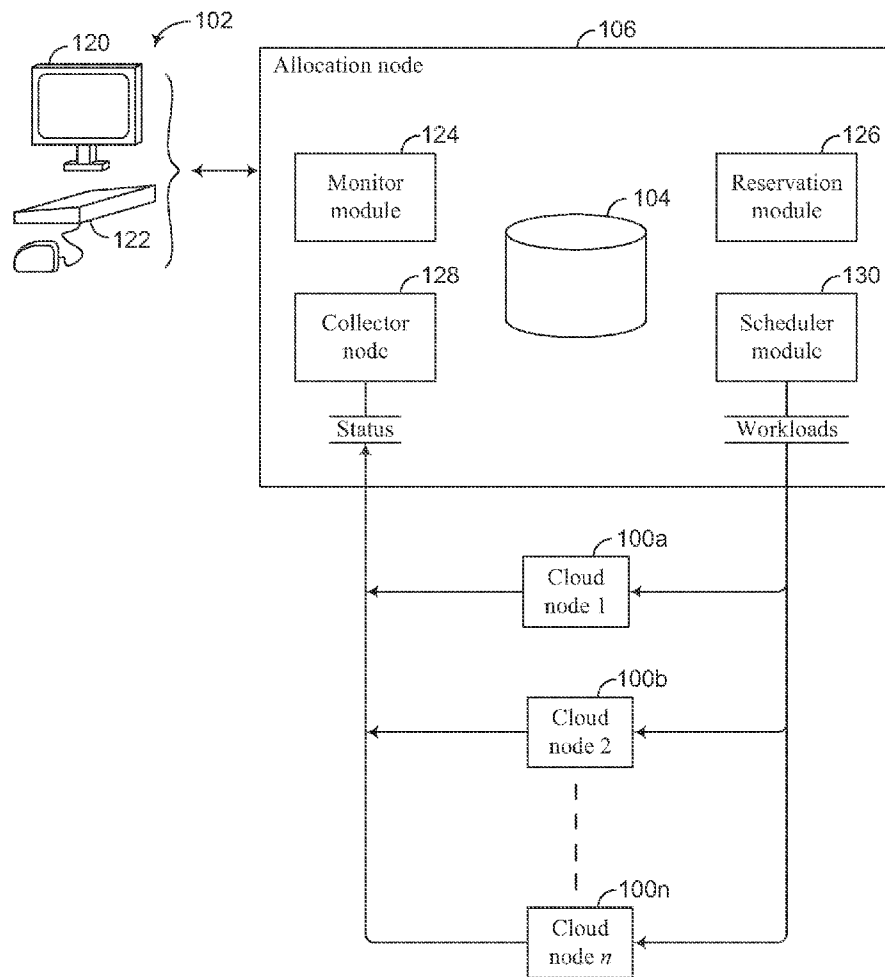 120
102
106
Allocation node
124
Monitor
module
126
Reservation
module
104
122
128
Collector
node
130
Scheduler
module
Status
Workloads
100a
Cloud
node 1
100b
Cloud
node 2
100n
Cloud
node n